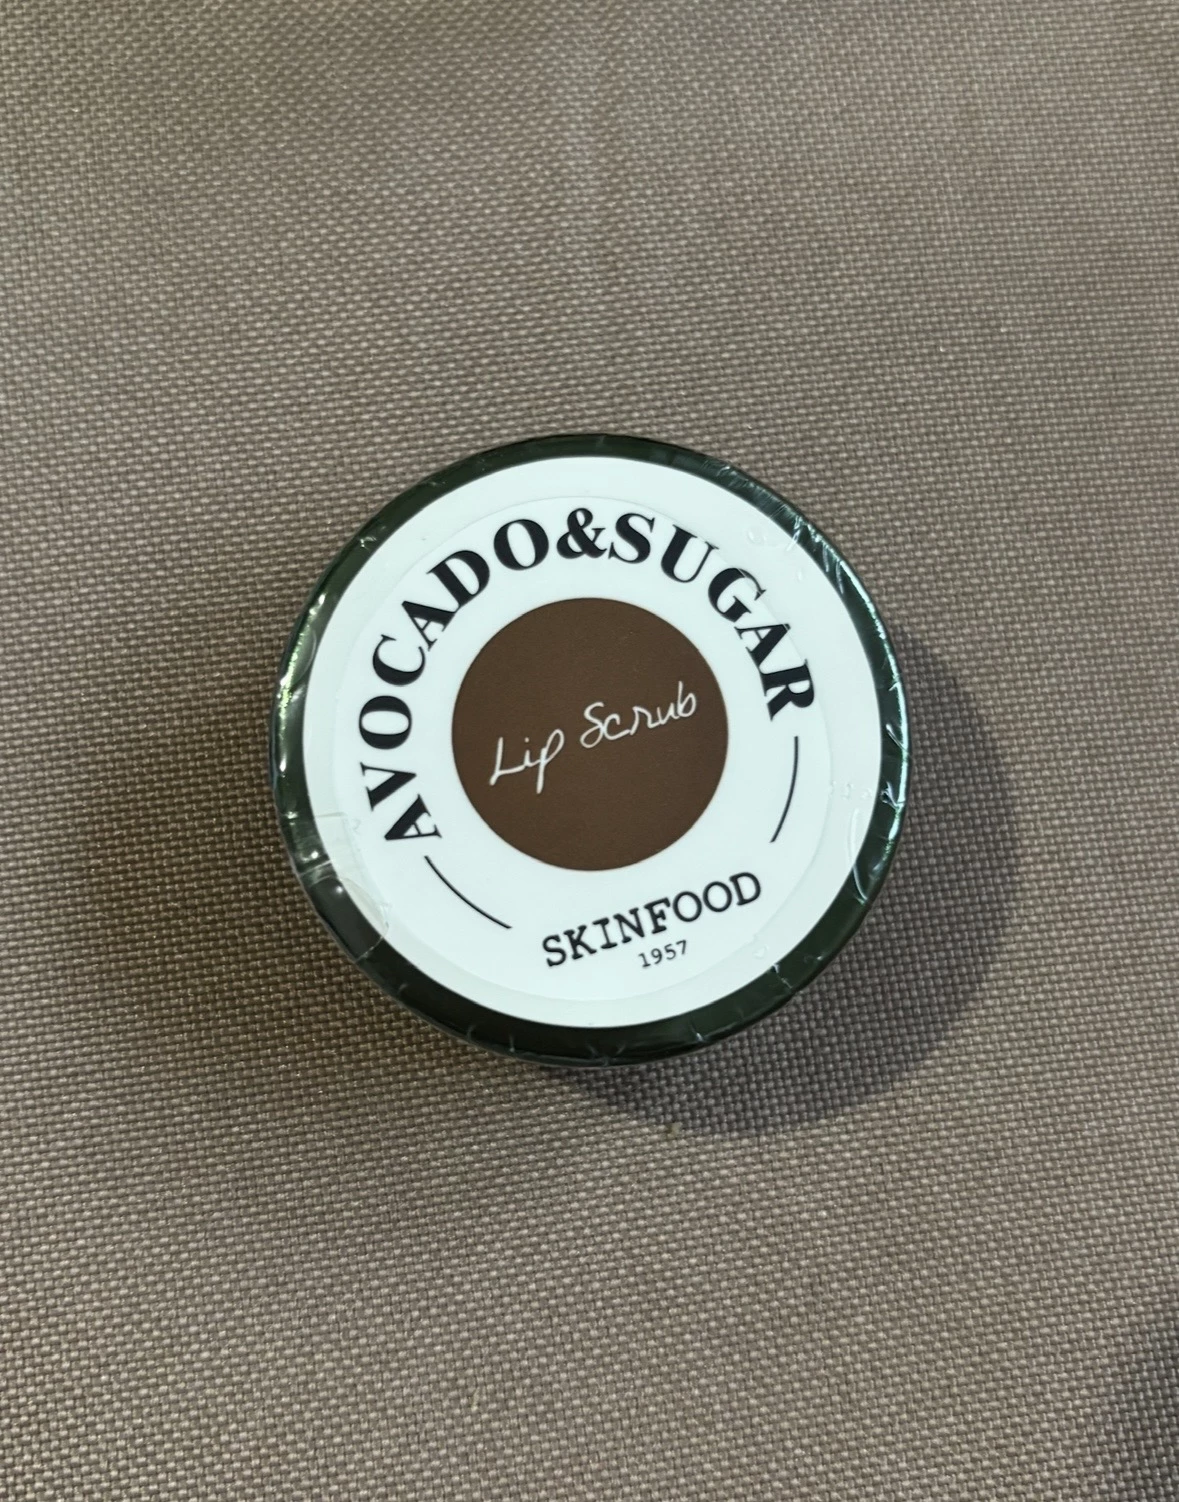 AVOCADO&SUGAR
Lip Scrub
SKINFOOD
1957